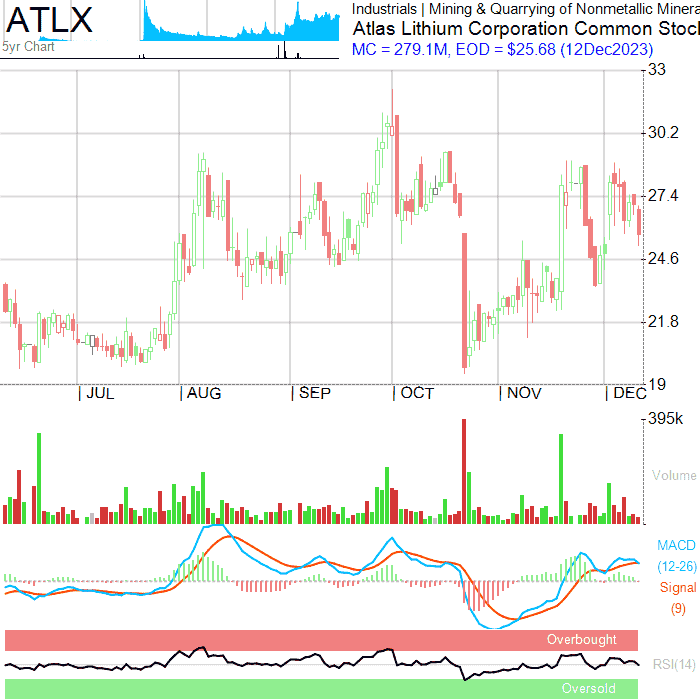 ATLX
5yr Chart
Industrials | Mining & Quarrying of Nonmetallic Minera
Atlas Lithium Corporation Common Stoc
MC = 279.1M, EOD = $25.68 (12Dec2023)
33
30.2
27.4
24.6
21.8
19
| JUL | AUG | SEP | OCT | NOV | DEC
395k
Volume
MACD
(12-26)
Signal
(9)
Overbought
RSI(14)
Oversold